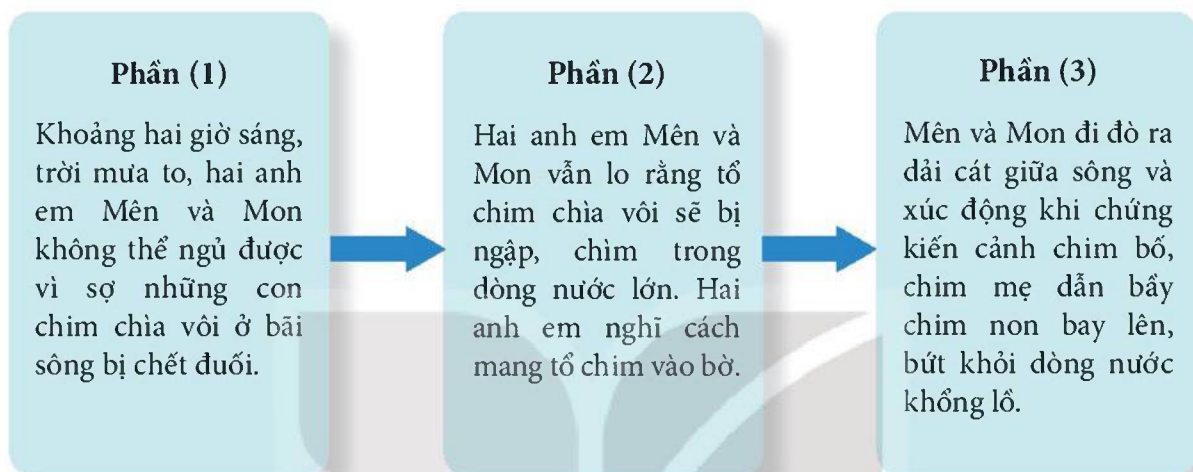 Phần (1)
Khoảng hai giờ sáng,
trời mưa to, hai anh
em Mên và Mon
không thể ngủ được
vì sợ những con
chim chìa vôi ở bãi
sông bị chết đuối.
Phần (2)
Hai anh em Mên và
Mon vẫn lo rằng tổ
chim chìa vôi sẽ bị
ngập, chìm trong
dòng nước lớn. Hai
anh em nghĩ cách
mang tổ chim vào bờ.
Phần (3)
Mên và Mon đi đò ra
dải cát giữa sông và
xúc động khi chứng
kiến cảnh chim bố,
chim mẹ dẫn bầy
chim non bay lên,
bứt khỏi dòng nước
khổng lồ.